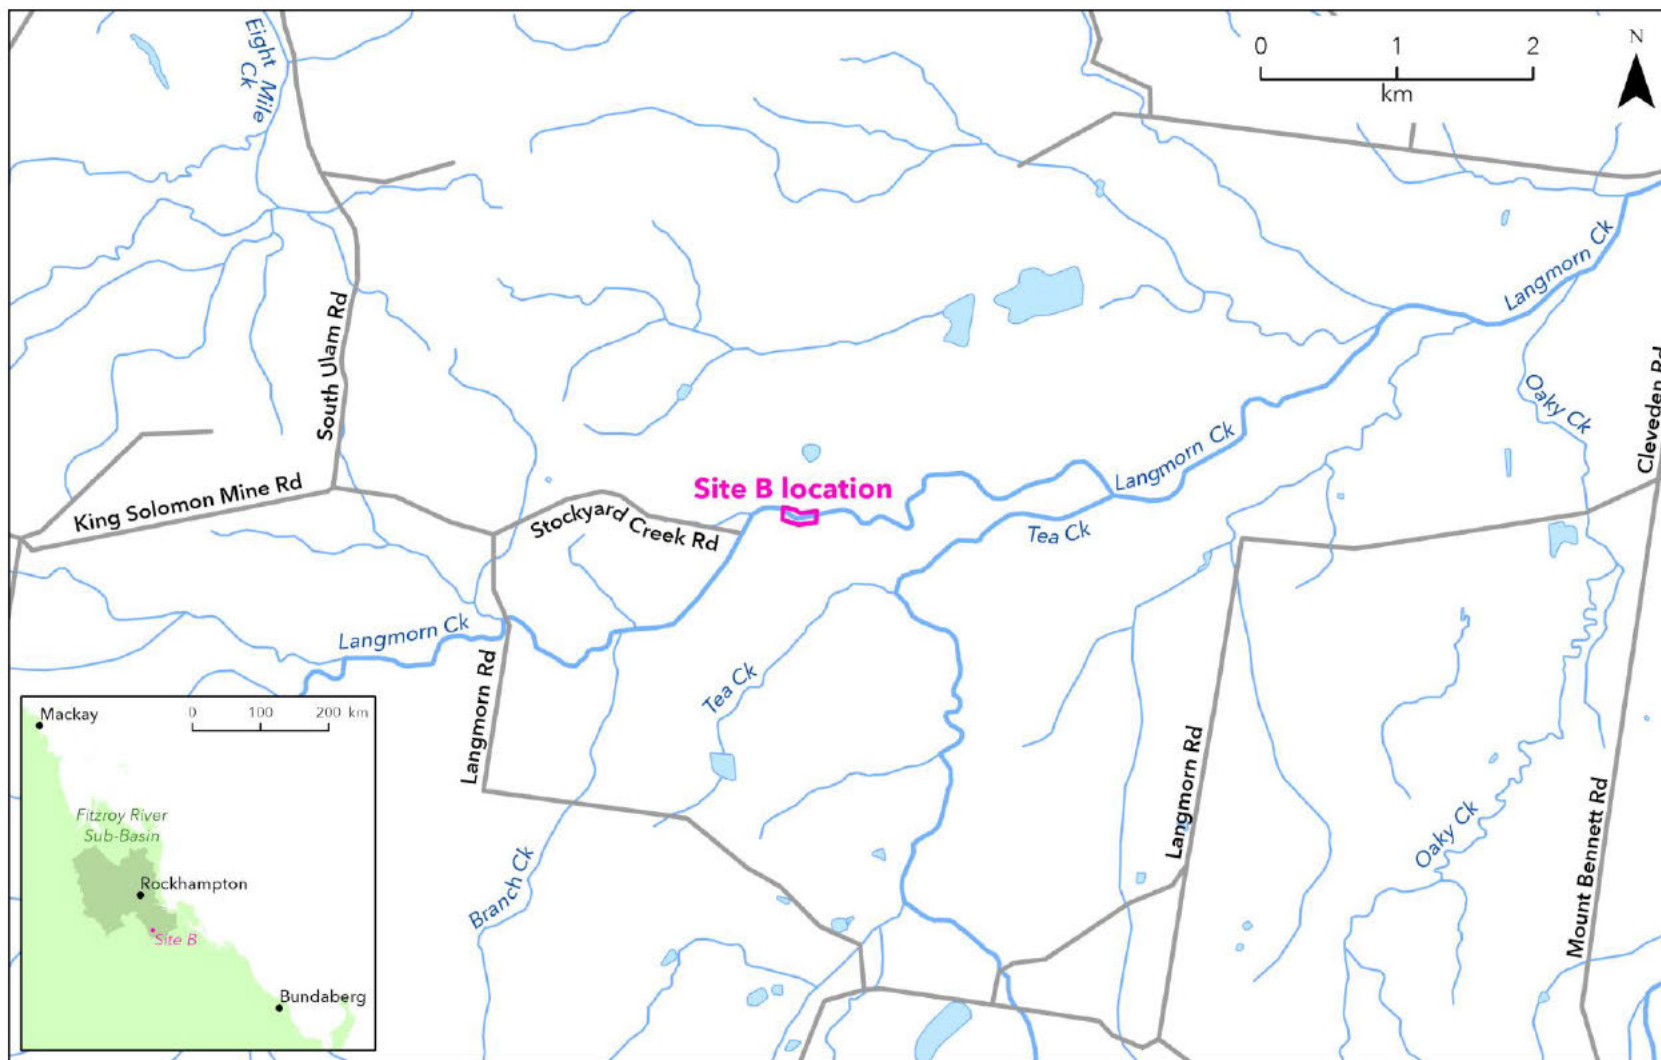 Eight Mile
Ck
0 1 2
km
N
Langmorn Ck
South Ulam Rd
Oaky Ck
Cleveden Rd
Langmorn Ck
Site B location
King Solomon Mine Rd
Stockyard
Creek Rd
Tea Ck
Langmorn Ck
Langmorn Rd
Tea Ck
Langmorn Rd
Mount Bennett Rd
Oaky Ck
Branch Ck
Mackay
0 100 200 km
Fitzroy River
Sub-Basin
Rockhampton
Site B
Bundaberg